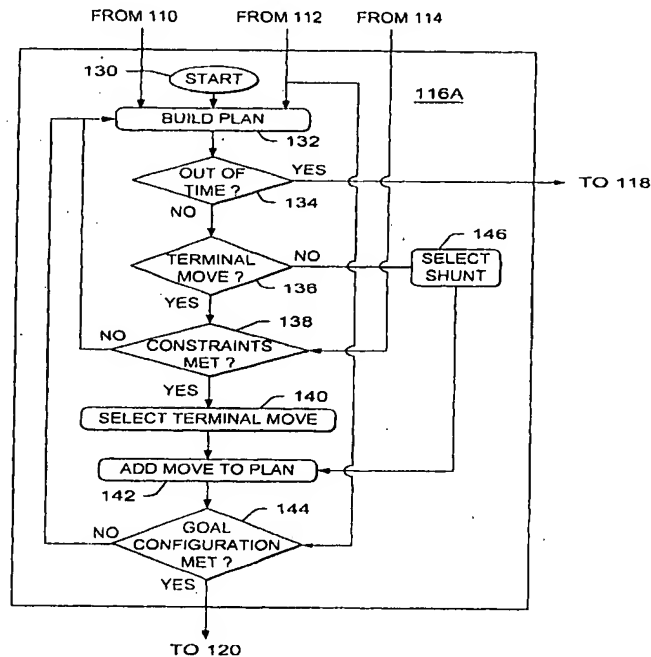 FROM 110
FROM 112
FROM 114
130
START
116A
BUILD PLAN
132
OUT OF
TIME ?
YES
134
TO 118
NO
TERMINAL
MOVE ?
NO
136
146
SELECT
SHUNT
YES
138
NO
CONSTRAINTS
MET ?
YES
140
SELECT TERMINAL MOVE
ADD MOVE TO PLAN
142
144
NO
GOAL
CONFIGURATION
MET ?
YES
TO 120